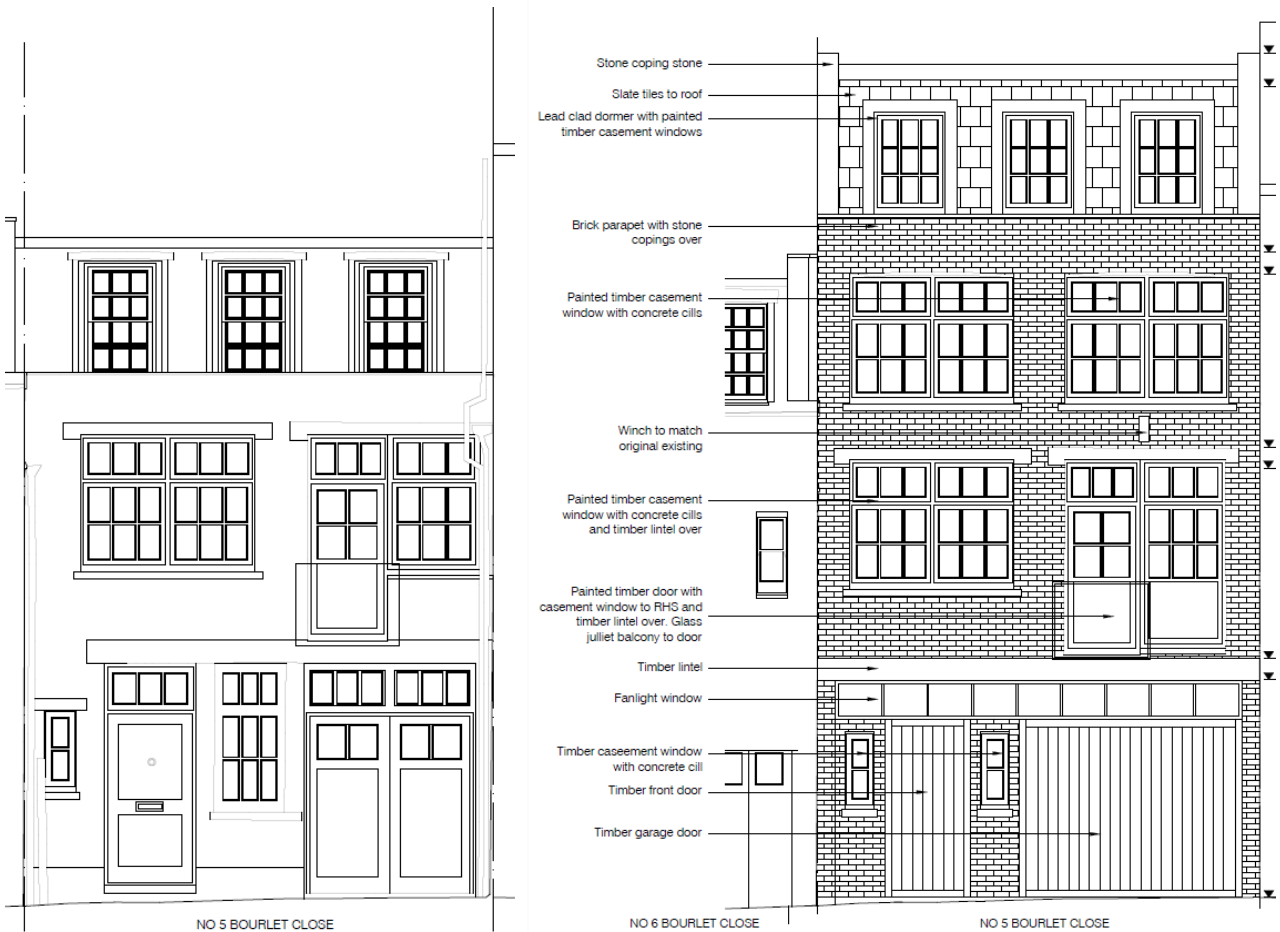 Stone coping stone
Slate tiles to roof
Lead clad dormer with painted
timber casement windows
Brick parapet with stone
copings over
Painted timber casement
window with concrete cills
Winch to match
original existing
Painted timber casement
window with concrete cills
and timber lintel over
Painted timber door with
casement window to RHS and
timber lintel over. Glass
julliet balcony to door
Timber lintel
Fanlight window
Timber caseement window
with concrete cill
Timber front door
Timber garage door
NO 5 BOURLET CLOSE
NO 6 BOURLET CLOSE
NO 5 BOURLET CLOSE